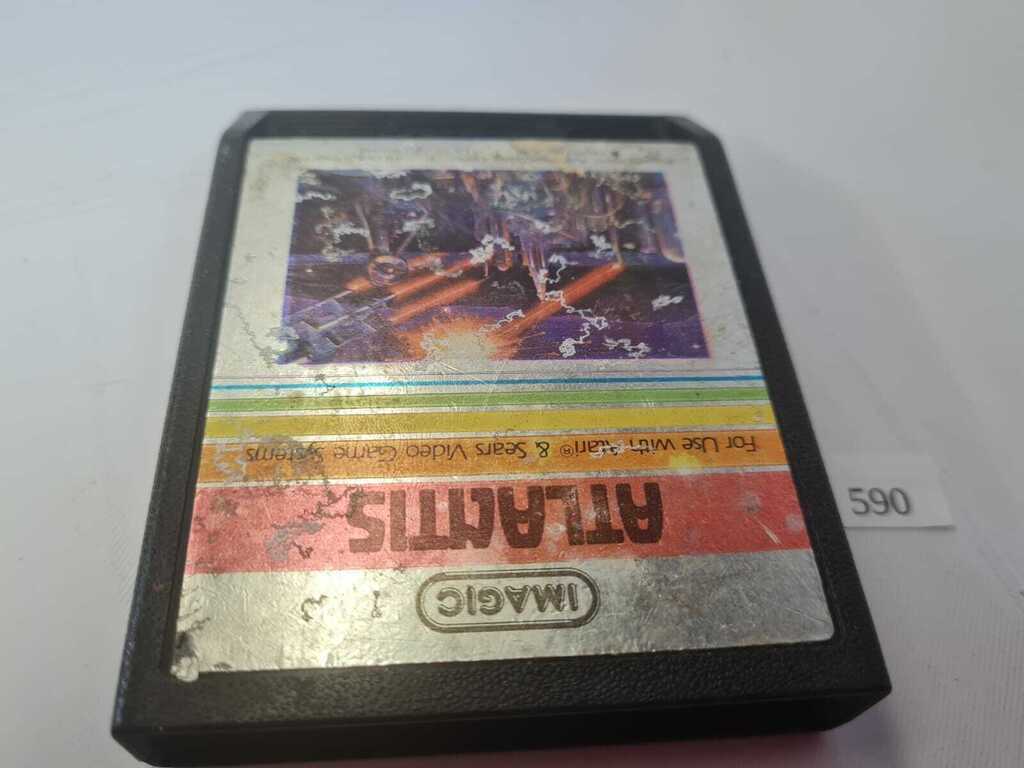 IMAGIC
ATLANTIS
For Use with Atari® & Sears Video Game Systems
590